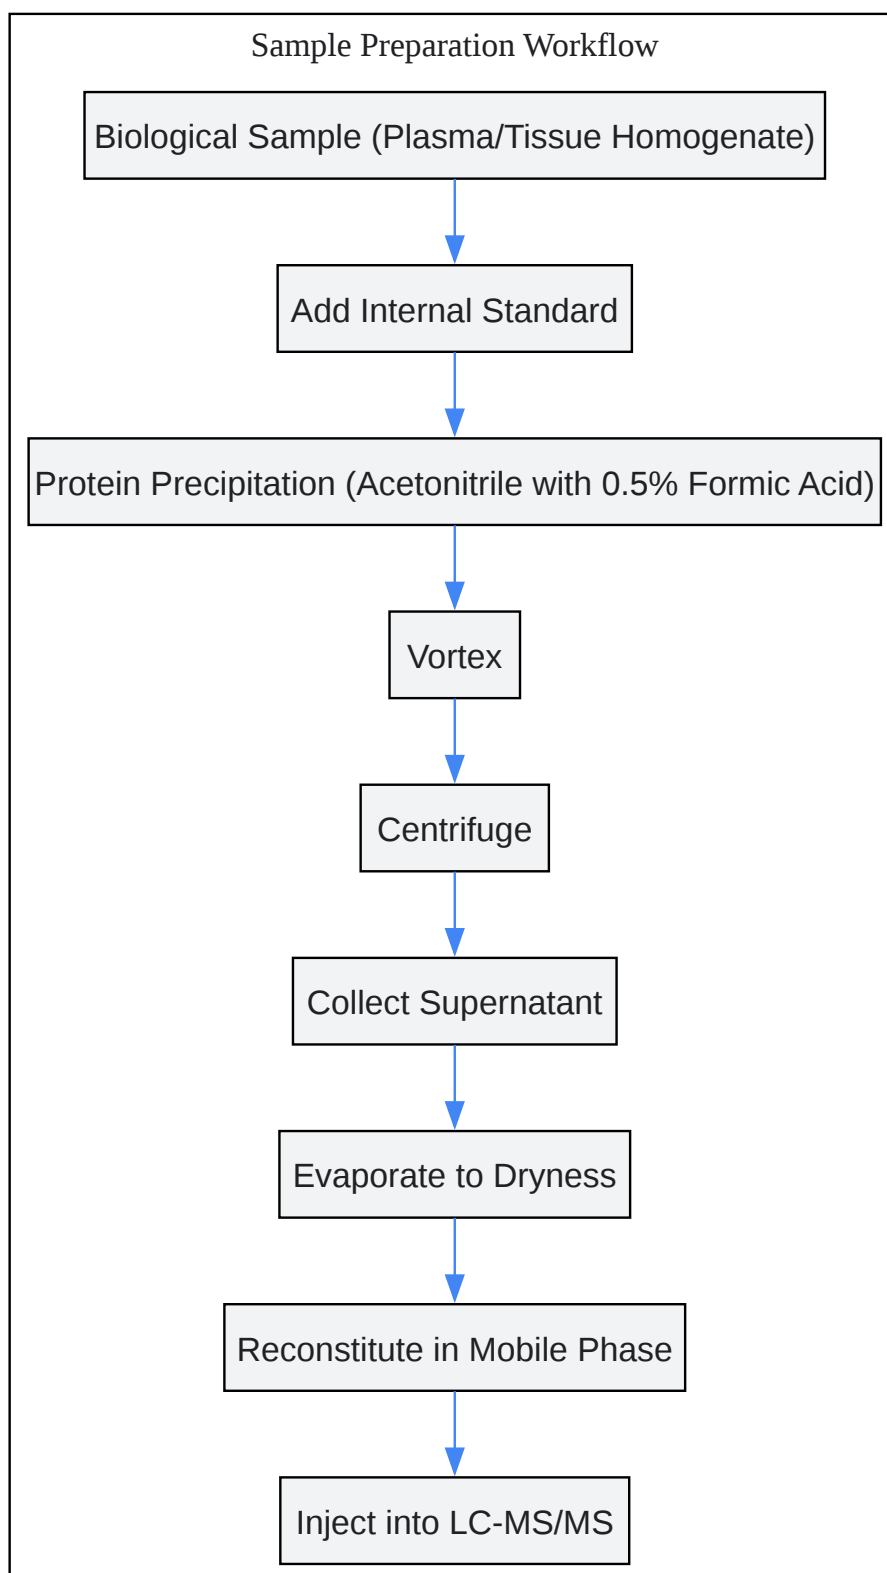 Sample Preparation Workflow
Biological Sample (Plasma/Tissue Homogenate)
Add Internal Standard
Protein Precipitation (Acetonitrile with 0.5% Formic Acid)
Vortex
Centrifuge
Collect Supernatant
Evaporate to Dryness
Reconstitute in Mobile Phase
Inject into LC-MS/MS